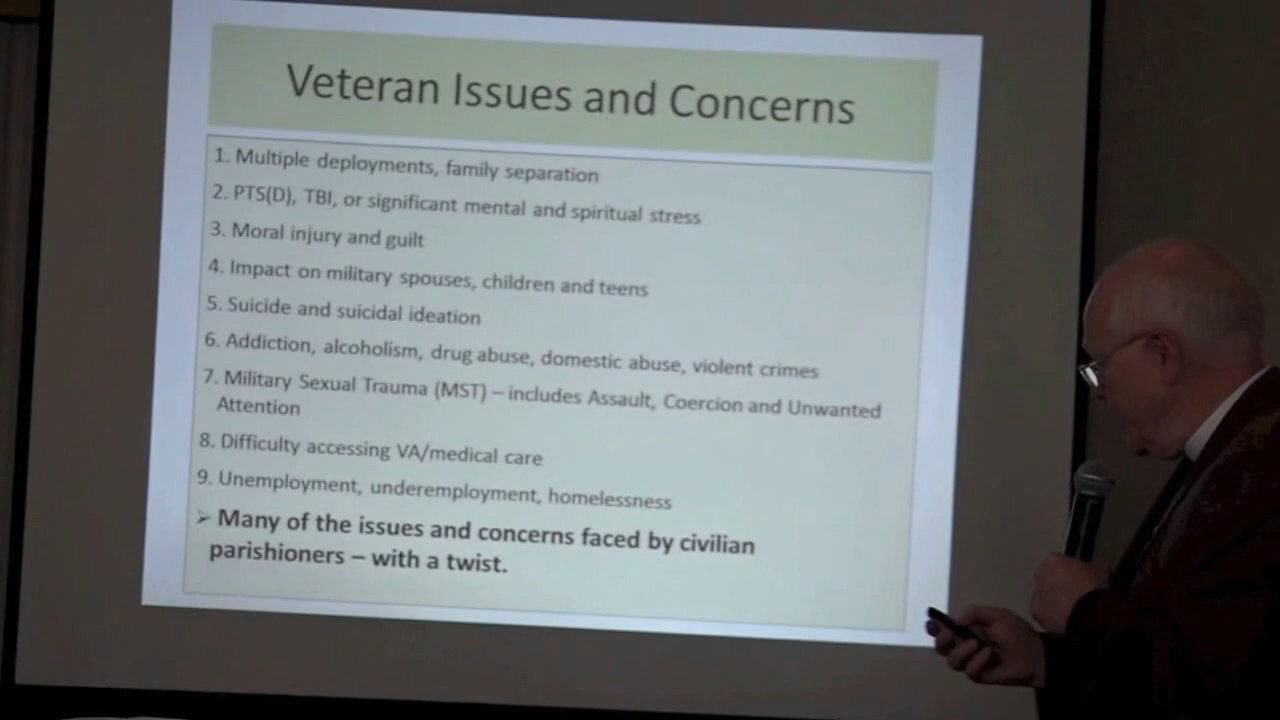 Veteran Issues and Concerns
1. Multiple deployments, family separation
2. PTS(D), TBI, or significant mental and spiritual stress
3. Moral injury and guilt
4. Impact on military spouses, children and teens
5. Suicide and suicidal ideation
6. Addiction, alcoholism, drug abuse, domestic abuse, violent crimes
7. Military Sexual Trauma (MST) – includes Assault, Coercion and Unwanted
Attention
8. Difficulty accessing VA/medical care
9. Unemployment, underemployment, homelessness
➢ Many of the issues and concerns faced by civilian
parishioners – with a twist.